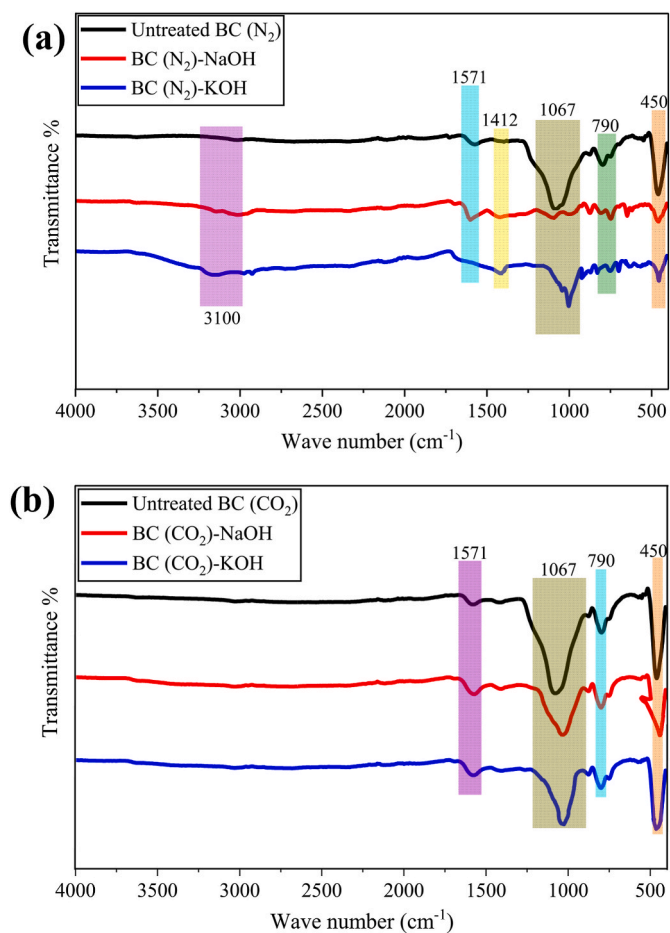 (a)
Untreated BC (N₂)
BC (N₂)-NaOH
BC (N₂)-KOH
1571
1412
1067
790
450
3100
Transmittance %
4000 3500 3000 2500 2000 1500 1000 500
Wave number (cm⁻¹)
(b)
Untreated BC (CO₂)
BC (CO₂)-NaOH
BC (CO₂)-KOH
1571
1067
790
450
Transmittance %
4000 3500 3000 2500 2000 1500 1000 500
Wave number (cm⁻¹)